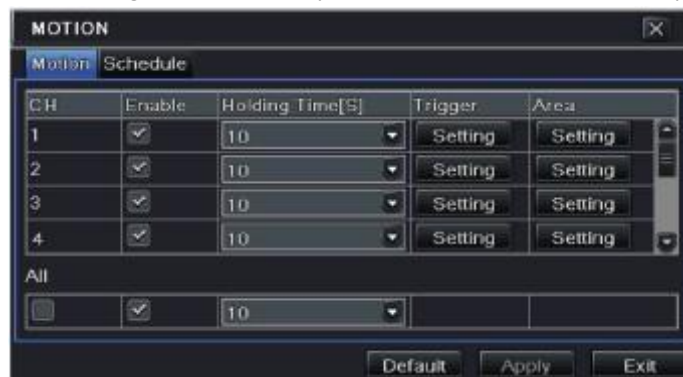 MOTION
Motion Schedule
CH Enable Holding Time[S] Trigger Area
1 10 Setting Setting
2 10 Setting Setting
3 10 Setting Setting
4 10 Setting Setting
All
10
Default Apply Exit